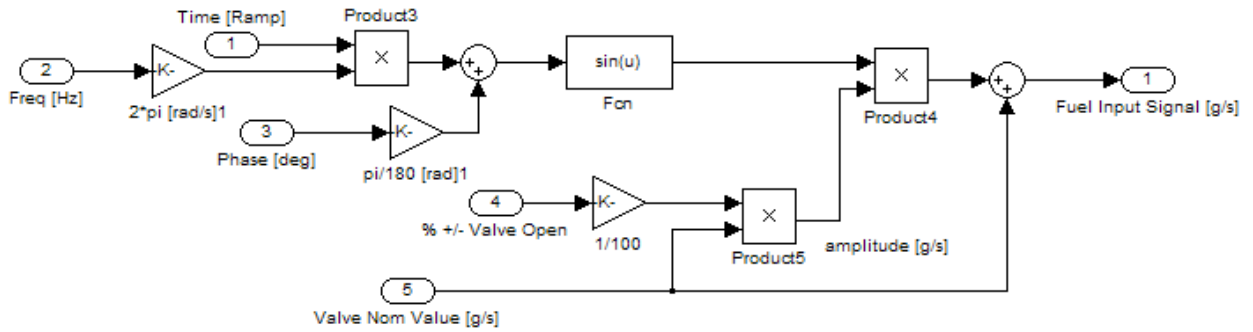 Time [Ramp]
1
Product3
×
2
Freq [Hz]
K-
2*pi [rad/s]1
+
+
sin(u)
Fcn
×
Product4
+
+
1
Fuel Input Signal [g/s]
3
Phase [deg]
K-
pi/180 [rad]1
4
% +/- Valve Open
K-
1/100
×
Product5
amplitude [g/s]
5
Valve Nom Value [g/s]